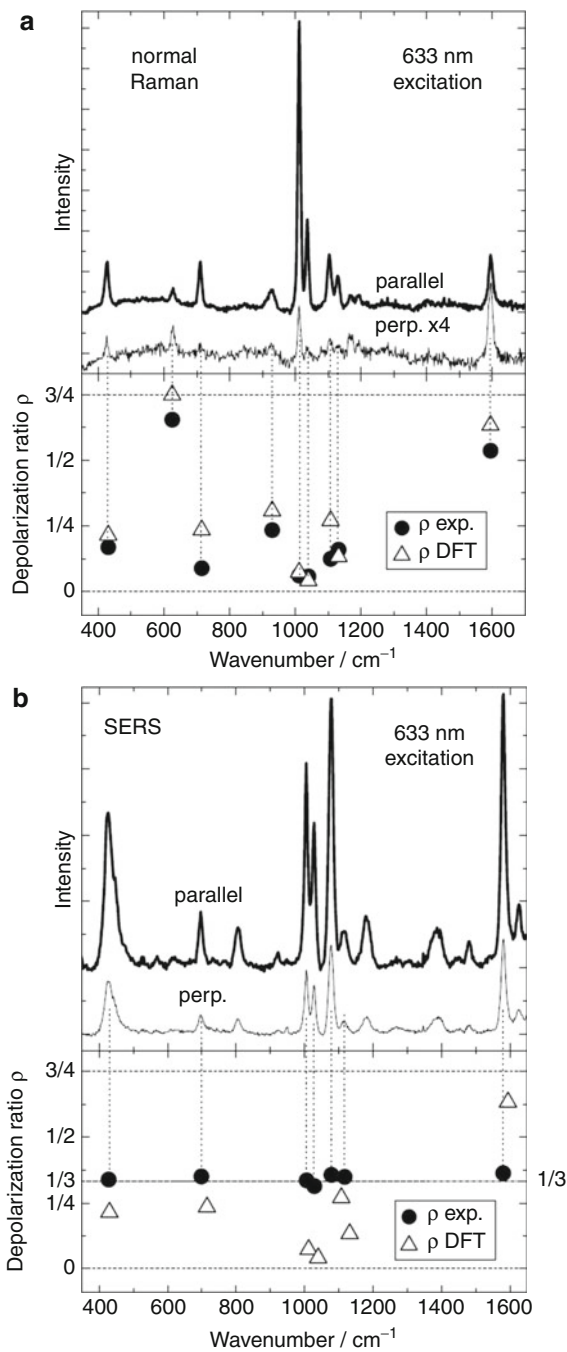 a
normal
Raman
633 nm
excitation
Intensity
parallel
perp. x4
Depolarization ratio ρ
3/4
1/2
1/4
0
ρ exp.
ρ DFT
400 600 800 1000 1200 1400 1600
Wavenumber / cm⁻¹
b
SERS
633 nm
excitation
Intensity
parallel
perp.
Depolarization ratio ρ
3/4
1/2
1/3
1/4
0
1/3
ρ exp.
ρ DFT
400 600 800 1000 1200 1400 1600
Wavenumber / cm⁻¹